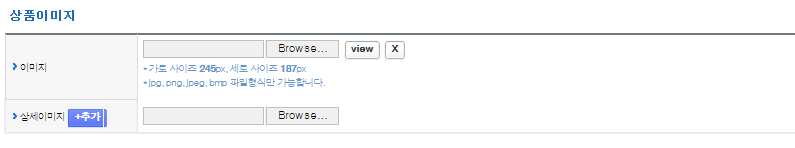 상품이미지
이미지 Browse... view X
* 가로 사이즈 245px, 세로 사이즈 187px
* jpg, png, jpeg, bmp 파일형식만 가능합니다.
상세이미지 +추가 Browse...